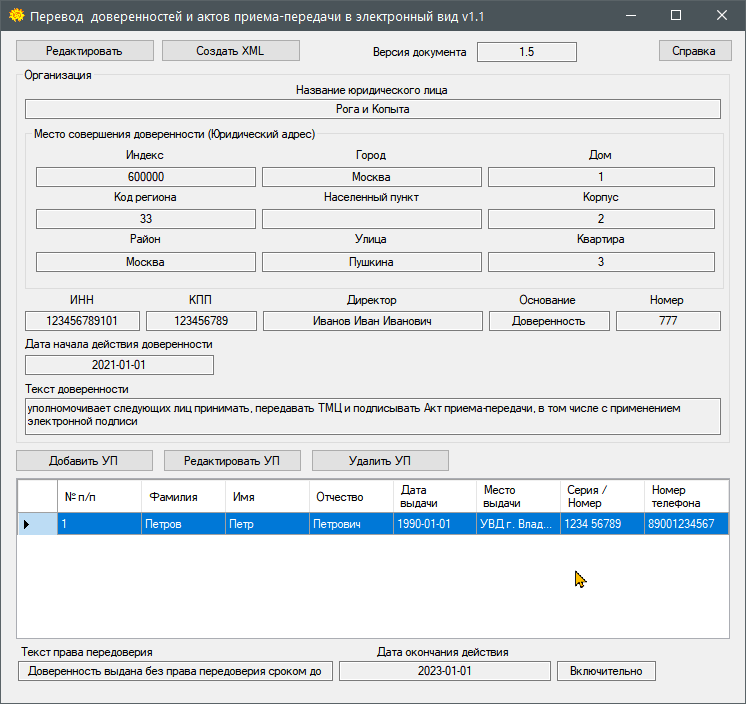 Перевод доверенностей и актов приема-передачи в электронный вид v1.1
Редактировать Создать XML Версия документа 1.5 Справка
Организация
Название юридического лица
Рога и Копыта
Место совершения доверенности (Юридический адрес)
Индекс Город Дом
600000 Москва 1
Код региона Населенный пункт Корпус
33 2
Район Улица Квартира
Москва Пушкина 3
ИНН КПП Директор Основание Номер
123456789101 123456789 Иванов Иван Иванович Доверенность 777
Дата начала действия доверенности
2021-01-01
Текст доверенности
уполномочивает следующих лиц принимать, передавать ТМЦ и подписывать Акт приема-передачи, в том числе с применением
электронной подписи
Добавить УП Редактировать УП Удалить УП
№ п/п Фамилия Имя Отчество Дата выдачи Место выдачи Серия / Номер Номер телефона
1 Петров Петр Петрович 1990-01-01 УВД г. Влад... 1234 56789 89001234567
Текст права передоверия Дата окончания действия
Доверенность выдана без права передоверия сроком до 2023-01-01 Включительно